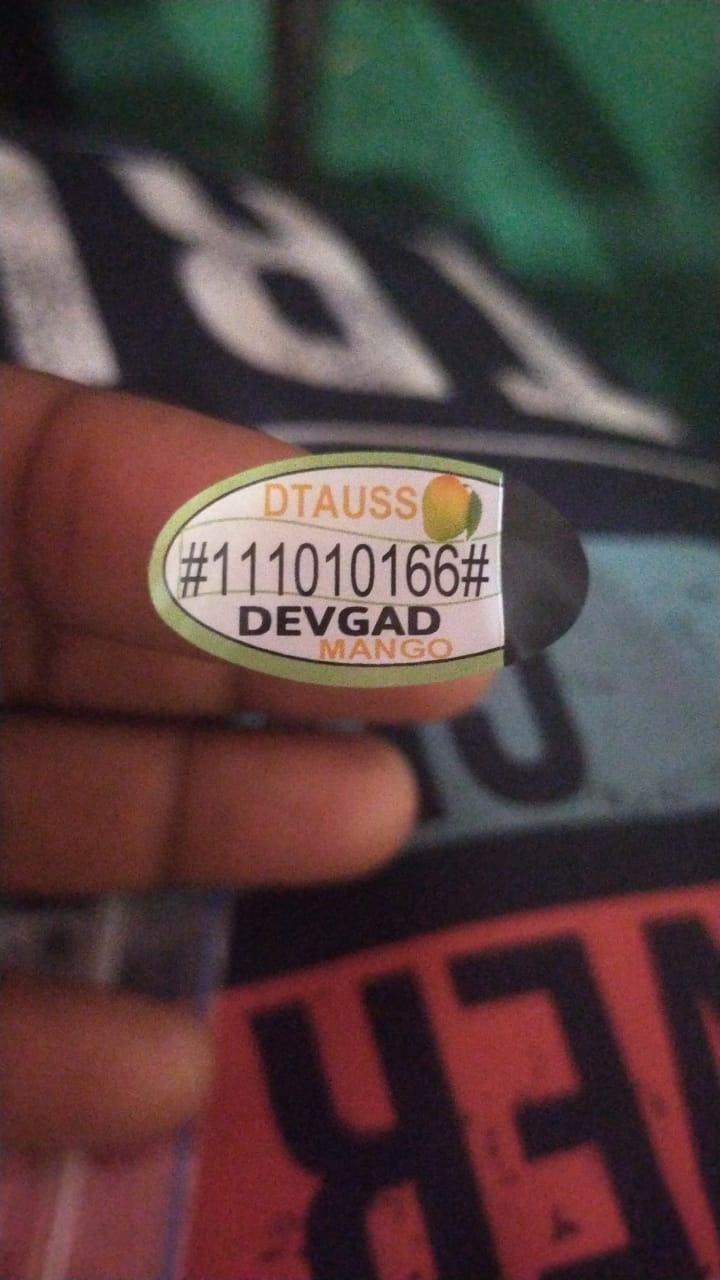 DTAUSS
#111010166#
DEVGAD
MANGO